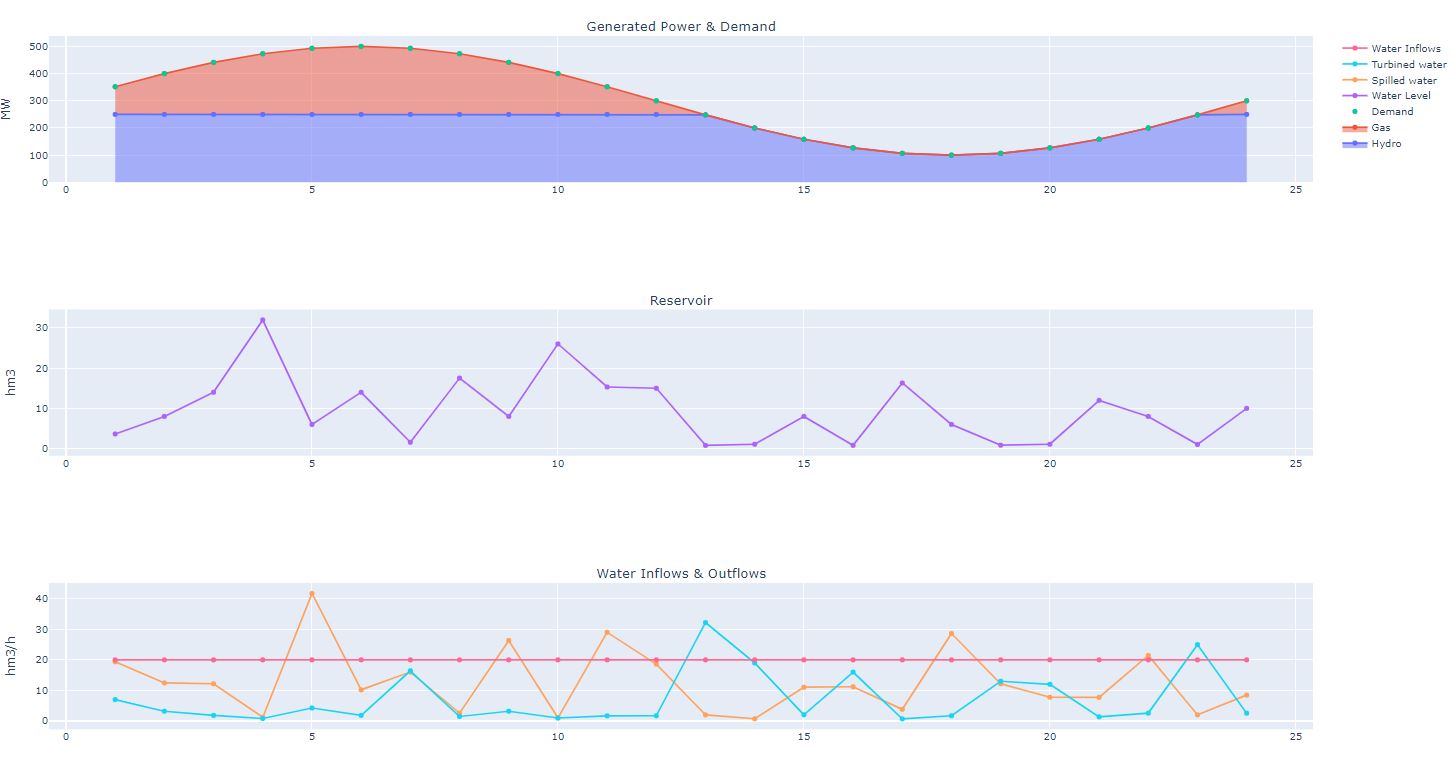 Generated Power & Demand
MW
500
400
300
200
100
0
0 5 10 15 20 25
Water Inflows
Turbined water
Spilled water
Water Level
Demand
Gas
Hydro
Reservoir
hm3
30
20
10
0
0 5 10 15 20 25
Water Inflows & Outflows
hm3/h
40
30
20
10
0
0 5 10 15 20 25